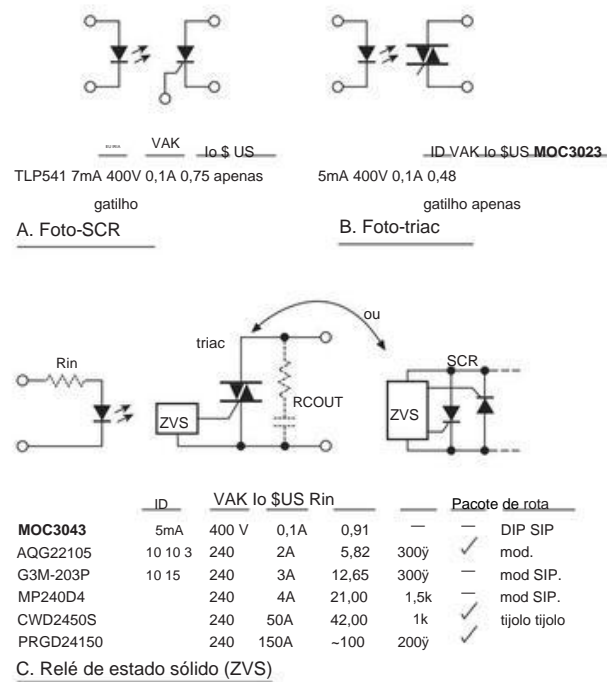 VAK
Io $ US
ID VAK Io $US MOC3023
TLP541 7mA 400V 0,1A 0,75 apenas
5mA 400V 0,1A 0,48
gatilho
gatilho apenas
A. Foto-SCR
B. Foto-triac
ou
triac
Rin
SCR
RCOUT
ZVS
ZVS
ID VAK Io $US Rin Pacote de rota
MOC3043 5mA 400 V 0,1A 0,91 — — DIP SIP
AQG22105 10 10 3 240 2A 5,82 300ÿ ✓ mod.
G3M-203P 10 15 240 3A 12,65 300ÿ — mod SIP.
MP240D4 240 4A 21,00 1,5k — mod SIP.
CWD2450S 240 50A 42,00 1k ✓ tijolo tijolo
PRGD24150 240 150A ~100 200ÿ ✓
C. Relé de estado sólido (ZVS)